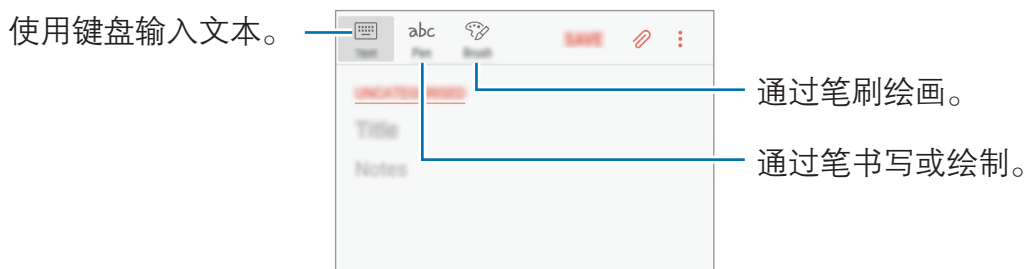 使用键盘输入文本。
abc
Text
Pen
Brush
SAVE
UNCATEGORISED
通过笔刷绘画。
Title
通过笔书写或绘制。
Notes